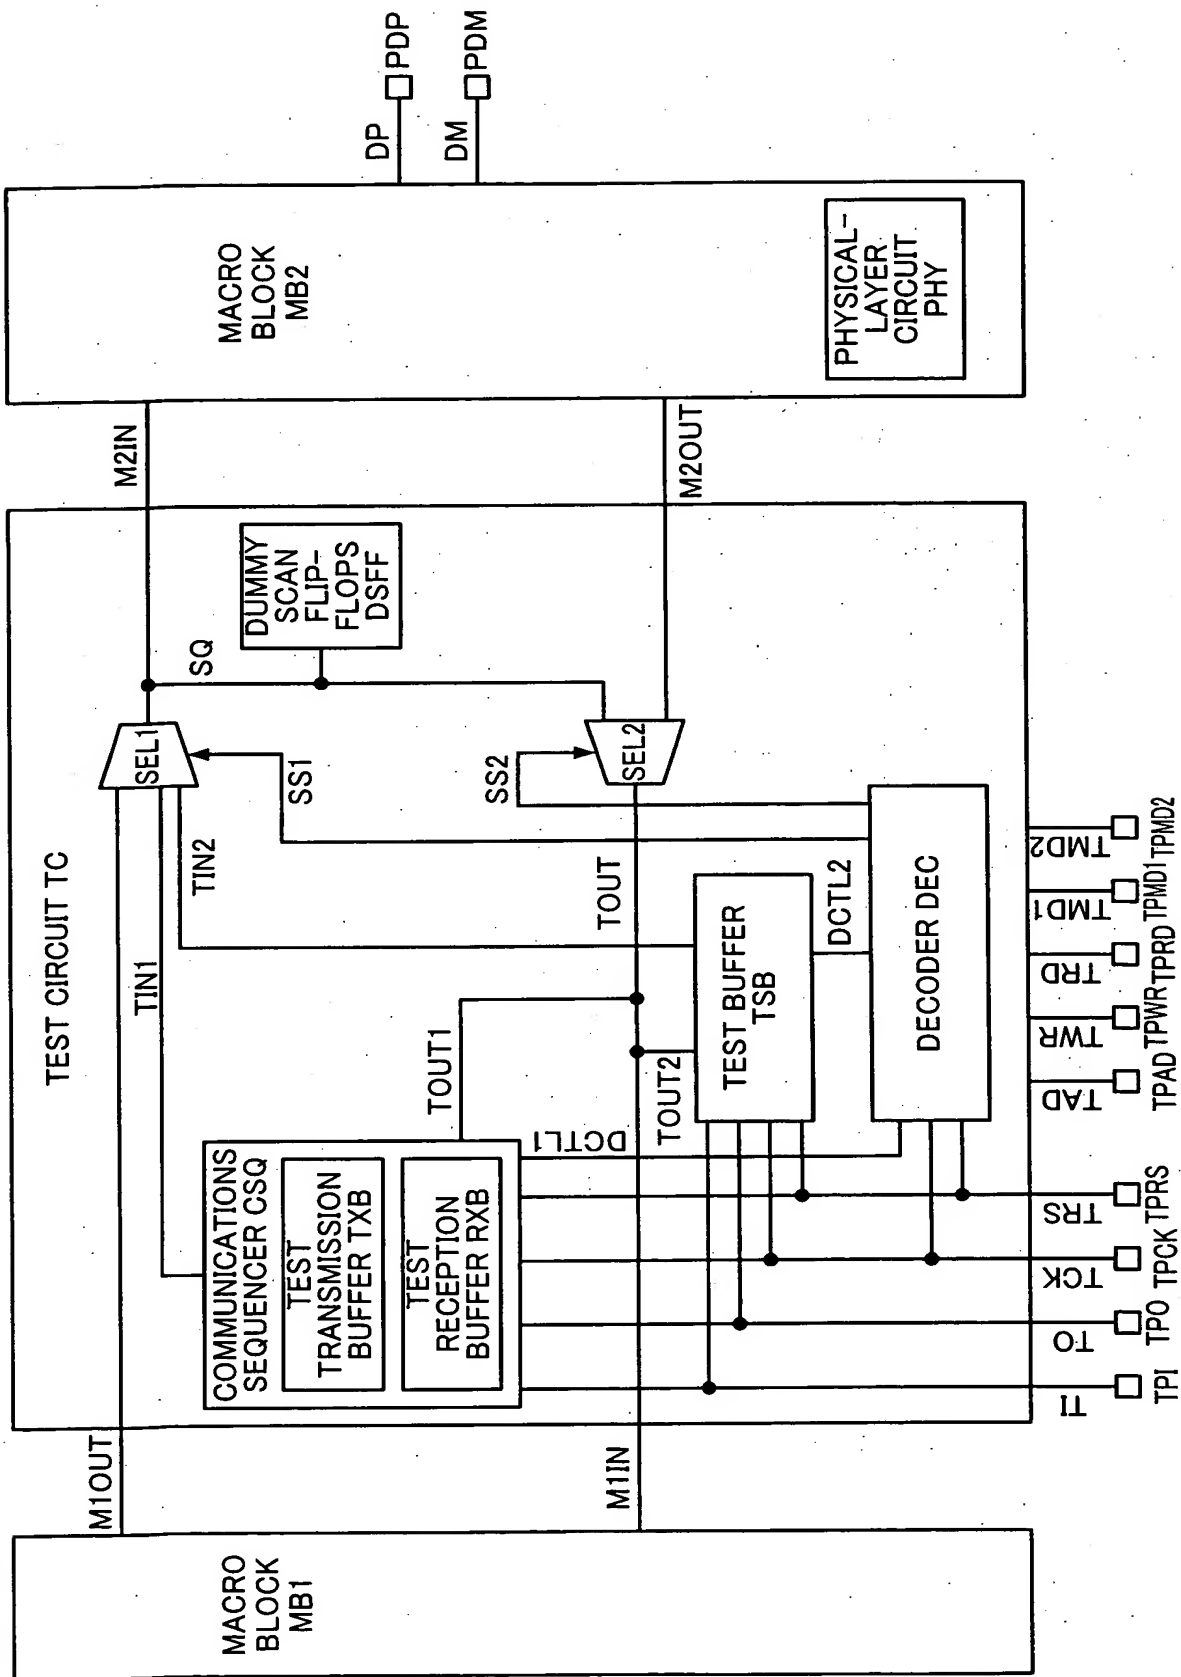 MACRO
BLOCK
MB1
M1OUT
M1IN
TEST CIRCUIT TC
COMMUNICATIONS
SEQUENCER CSQ
TEST
TRANSMISSION
BUFFER TXB
TEST
RECEPTION
BUFFER RXB
TIN1
TIN2
TOUT1
DCTL1
TOUT2
TOUT
TEST BUFFER
TSB
DCTL2
DECODER DEC
SEL1
SS1
SS2
SEL2
SQ
DUMMY
SCAN
FLIP-
FLOPS
DSFF
M2IN
M2OUT
MACRO
BLOCK
MB2
PHYSICAL-
LAYER
CIRCUIT
PHY
DP
PDP
DM
PDM
TI
TO
TCK
TRS
TAD
TWR
TRD
TMD1
TMD2
TPI
TPO
TPCK
TPRS
TPAD
TPWR
TPRD
TPMD1
TPMD2